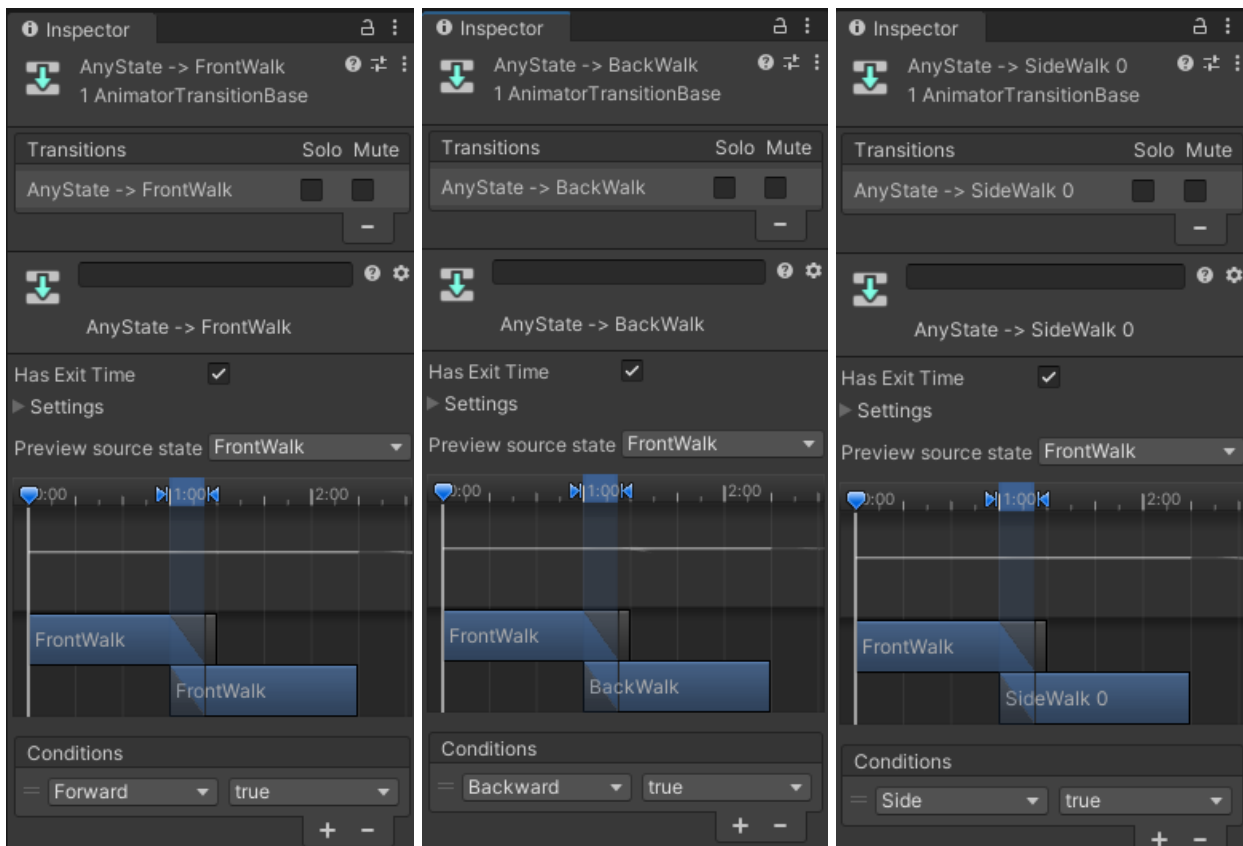 Inspector
AnyState -> FrontWalk
1 AnimatorTransitionBase
Transitions Solo Mute
AnyState -> FrontWalk
AnyState -> FrontWalk
Has Exit Time
Settings
Preview source state FrontWalk
0:00 1:00 2:00
FrontWalk
FrontWalk
Conditions
Forward true
Inspector
AnyState -> BackWalk
1 AnimatorTransitionBase
Transitions Solo Mute
AnyState -> BackWalk
AnyState -> BackWalk
Has Exit Time
Settings
Preview source state FrontWalk
0:00 1:00 2:00
FrontWalk
BackWalk
Conditions
Backward true
Inspector
AnyState -> SideWalk 0
1 AnimatorTransitionBase
Transitions Solo Mute
AnyState -> SideWalk 0
AnyState -> SideWalk 0
Has Exit Time
Settings
Preview source state FrontWalk
0:00 1:00 2:00
FrontWalk
SideWalk 0
Conditions
Side true